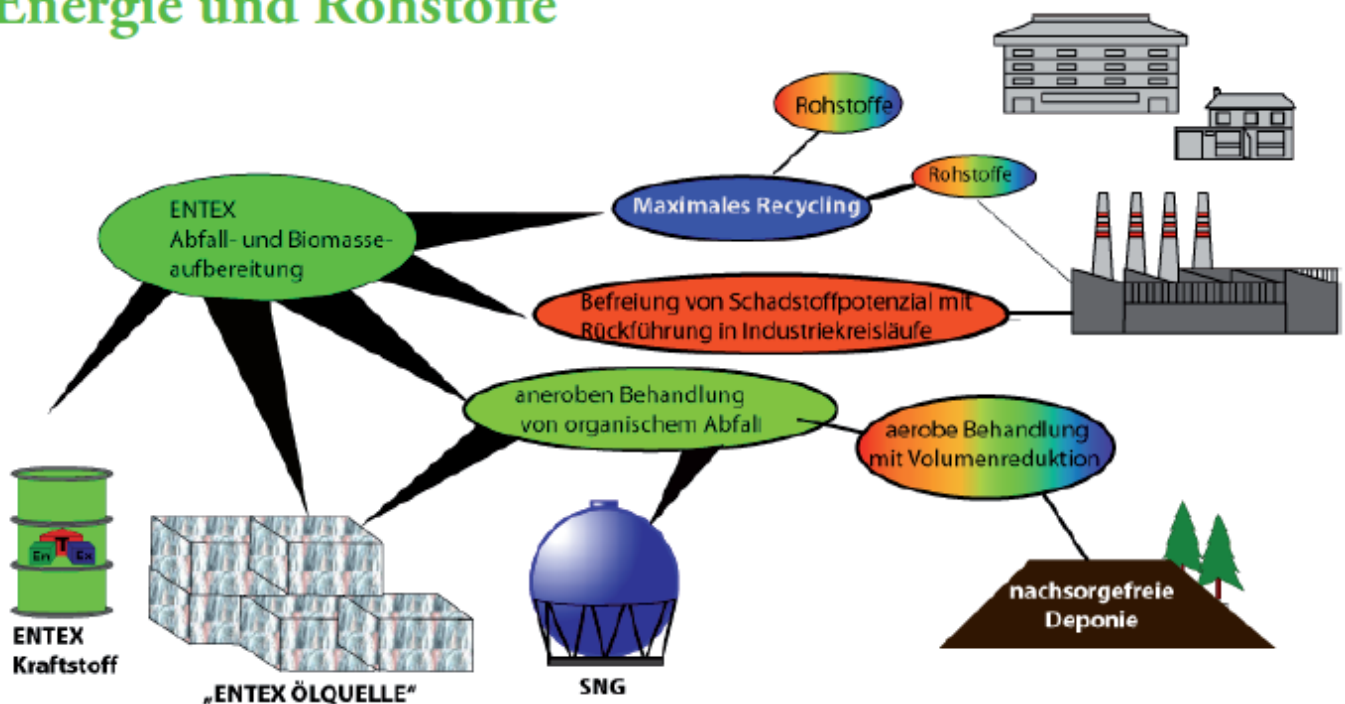 Energie und Rohstoffe
Rohstoffe
Rohstoffe
Maximales Recycling
ENTEX
Abfall- und Biomasse-
aufbereitung
Befreiung von Schadstoffpotenzial mit
Rückführung in Industriekreisläufe
aneroben Behandlung
von organischem Abfall
aerobe Behandlung
mit Volumenreduktion
En T Ex
nachsorgefreie
Deponie
ENTEX
Kraftstoff
„ENTEX ÖLQUELLE“
SNG